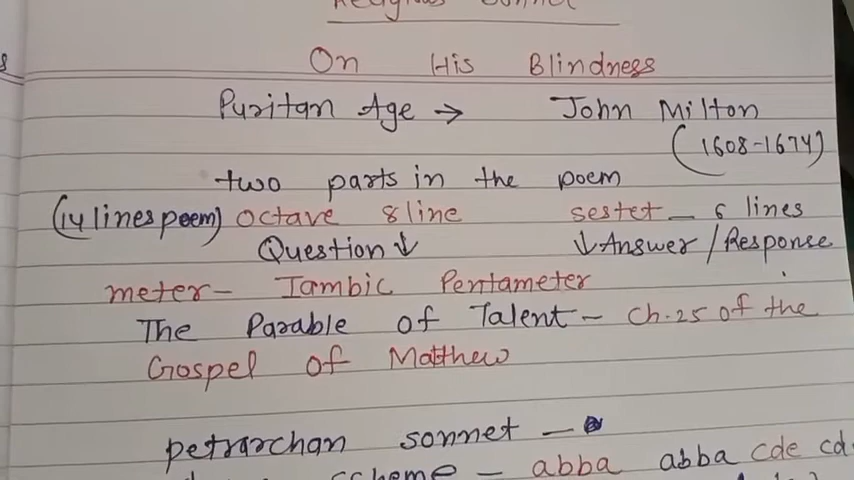 Religious Sonnet
On His Blindness
Puritan Age → John Milton
(1608-1674)
two parts in the poem
(14 lines poem) octave 8 line sestet – 6 lines
Question ↓ ↓ Answer / Response
meter – Iambic Pentameter
The Parable of Talent – Ch.25 of the
Gospel of Matthew
petrarchan sonnet –
scheme – abba abba cde cd